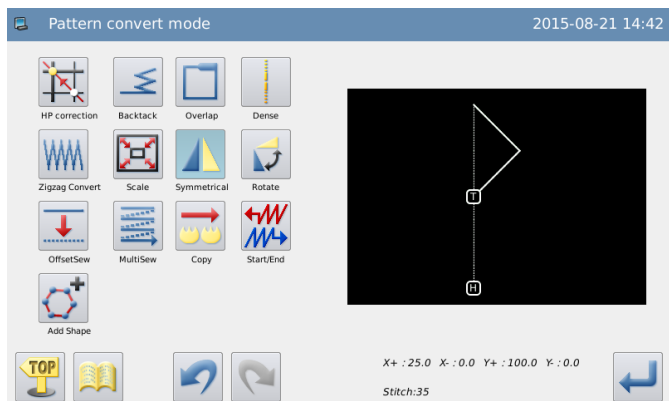 Pattern convert mode 2015-08-21 14:42
HP correction Backtack Overlap Dense
Zigzag Convert Scale Symmetrical Rotate
T
OffsetSew MultiSew Copy Start/End
H
Add Shape
TOP
X+ : 25.0 X- : 0.0 Y+ : 100.0 Y- : 0.0
Stitch:35